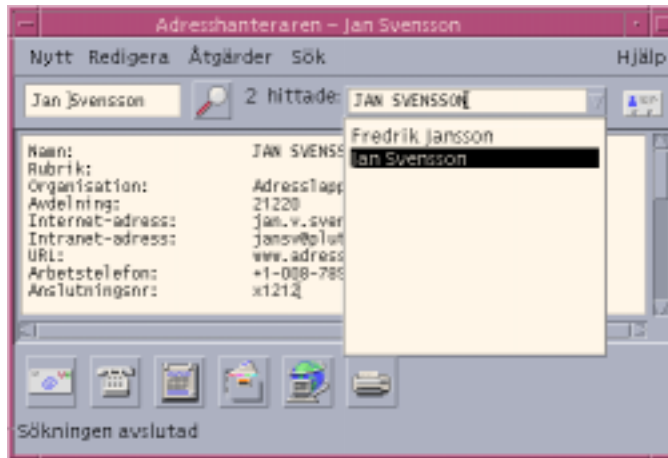 Adresshanteraren – Jan Svensson
Nytt Redigera Åtgärder Sök Hjälp
Jan Svensson 2 hittade: JAN SVENSSON
Fredrik Jansson
Jan Svensson
Namn: JAN SVENSS
Rubrik:
Organisation: Adresslapp
Avdelning: 21220
Internet-adress: jan.v.sven
Intranet-adress: jansv@plut
URL: www.adress
Arbetstelefon: +1-008-789
Anslutningsnr: x1212
Sökningen avslutad